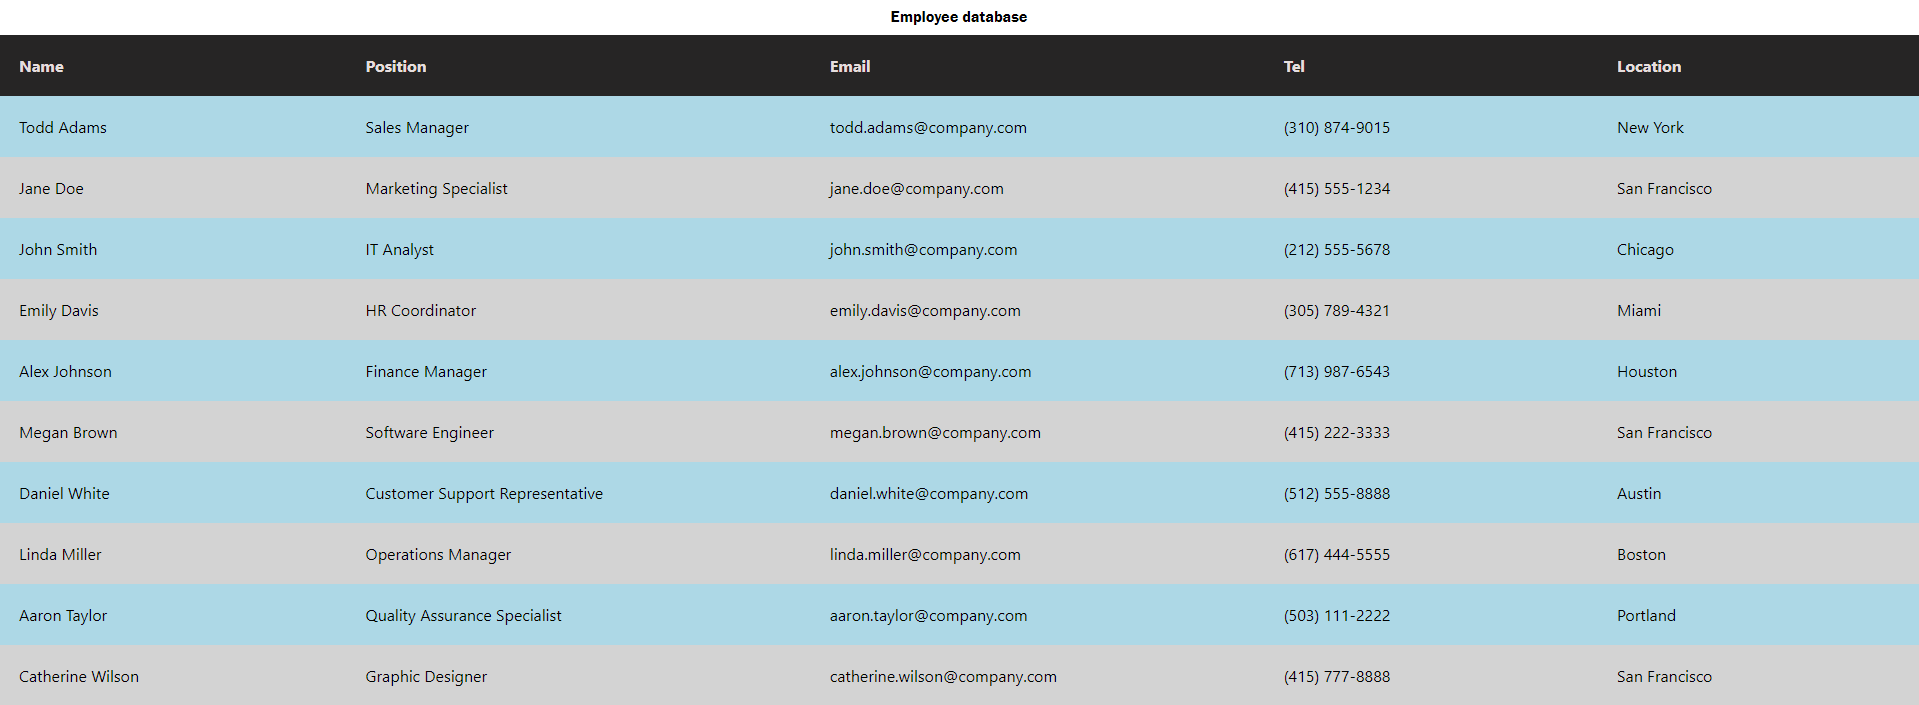 Employee database
Name Position Email Tel Location
Todd Adams Sales Manager todd.adams@company.com (310) 874-9015 New York
Jane Doe Marketing Specialist jane.doe@company.com (415) 555-1234 San Francisco
John Smith IT Analyst john.smith@company.com (212) 555-5678 Chicago
Emily Davis HR Coordinator emily.davis@company.com (305) 789-4321 Miami
Alex Johnson Finance Manager alex.johnson@company.com (713) 987-6543 Houston
Megan Brown Software Engineer megan.brown@company.com (415) 222-3333 San Francisco
Daniel White Customer Support Representative daniel.white@company.com (512) 555-8888 Austin
Linda Miller Operations Manager linda.miller@company.com (617) 444-5555 Boston
Aaron Taylor Quality Assurance Specialist aaron.taylor@company.com (503) 111-2222 Portland
Catherine Wilson Graphic Designer catherine.wilson@company.com (415) 777-8888 San Francisco